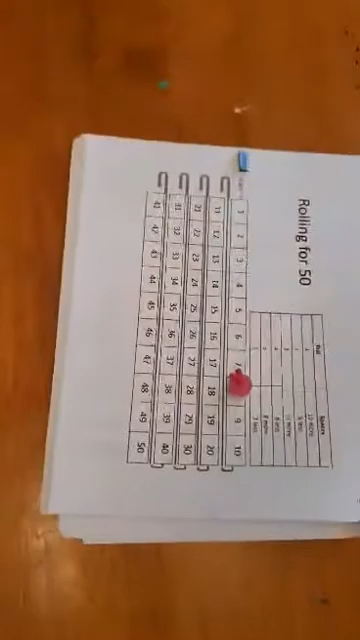 Rolling for 50
Roll Spaces
1 2 3 4 5 6 9 10
11 12 13 14 15 16 17 18 19 20
21 22 23 24 25 26 27 28 29 30
31 32 33 34 35 36 37 38 39 40
41 42 43 44 45 46 47 48 49 50